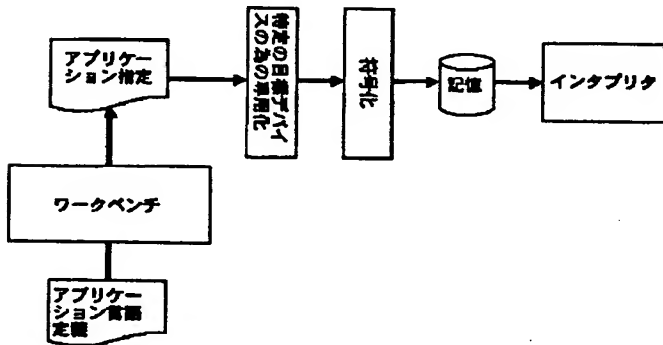 アプリケー
ション指定
特定の目標デバイ
スの為の専用化
符号化
記憶
インタプリタ
ワークベンチ
アプリケー
ション言語
定義